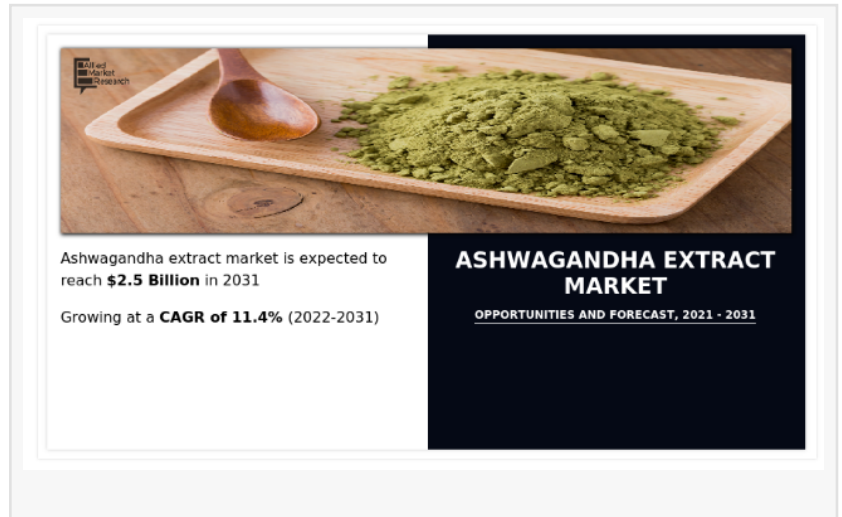 Allied
Market
Research
Ashwagandha extract market is expected to
reach $2.5 Billion in 2031
Growing at a CAGR of 11.4% (2022-2031)
ASHWAGANDHA EXTRACT
MARKET
OPPORTUNITIES AND FORECAST, 2021 - 2031